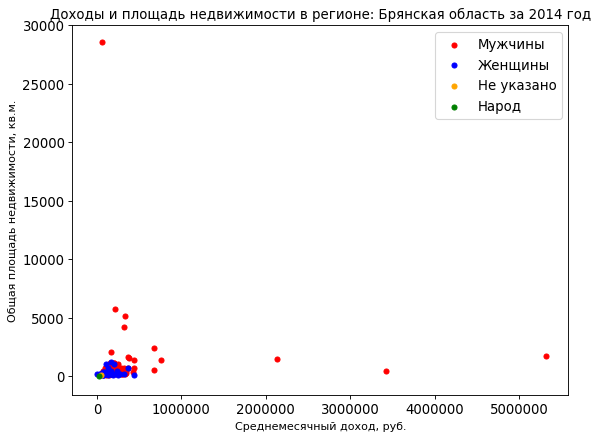 Доходы и площадь недвижимости в регионе: Брянская область за 2014 год
30000
25000
20000
15000
10000
5000
0
Общая площадь недвижимости, кв.м.
Мужчины
Женщины
Не указано
Народ
0 1000000 2000000 3000000 4000000 5000000
Среднемесячный доход, руб.